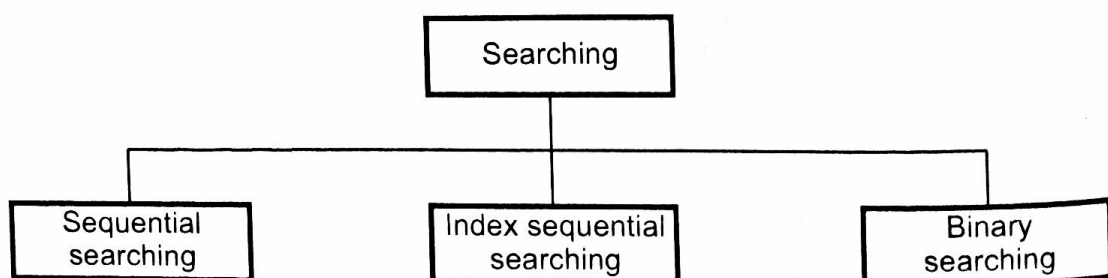 Searching
Sequential
searching
Index sequential
searching
Binary
searching